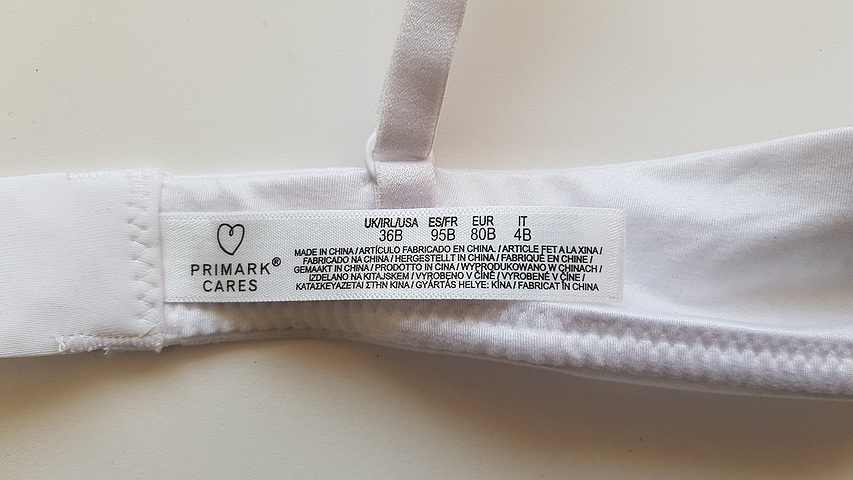 PRIMARK®
CARES
UK/IRL/USA ES/FR EUR IT
36B 95B 80B 4B
MADE IN CHINA / ARTÍCULO FABRICADO EN CHINA. / ARTICLE FET A LA XINA /
FABRICADO NA CHINA / HERGESTELLT IN CHINA / FABRIQUÉ EN CHINE /
GEMAAKT IN CHINA / PRODOTTO IN CINA / WYPRODUKOWANO W CHINACH /
IZDELANO NA KITAJSKEM / VYROBENO V ČÍNĚ / VYROBENÉ V ČÍNE /
ΚΑΤΑΣΚΕΥΑΖΕΤΑΙ ΣΤΗΝ ΚΙΝΑ / GYÁRTÁS HELYE: KÍNA / FABRICAT ÎN CHINA